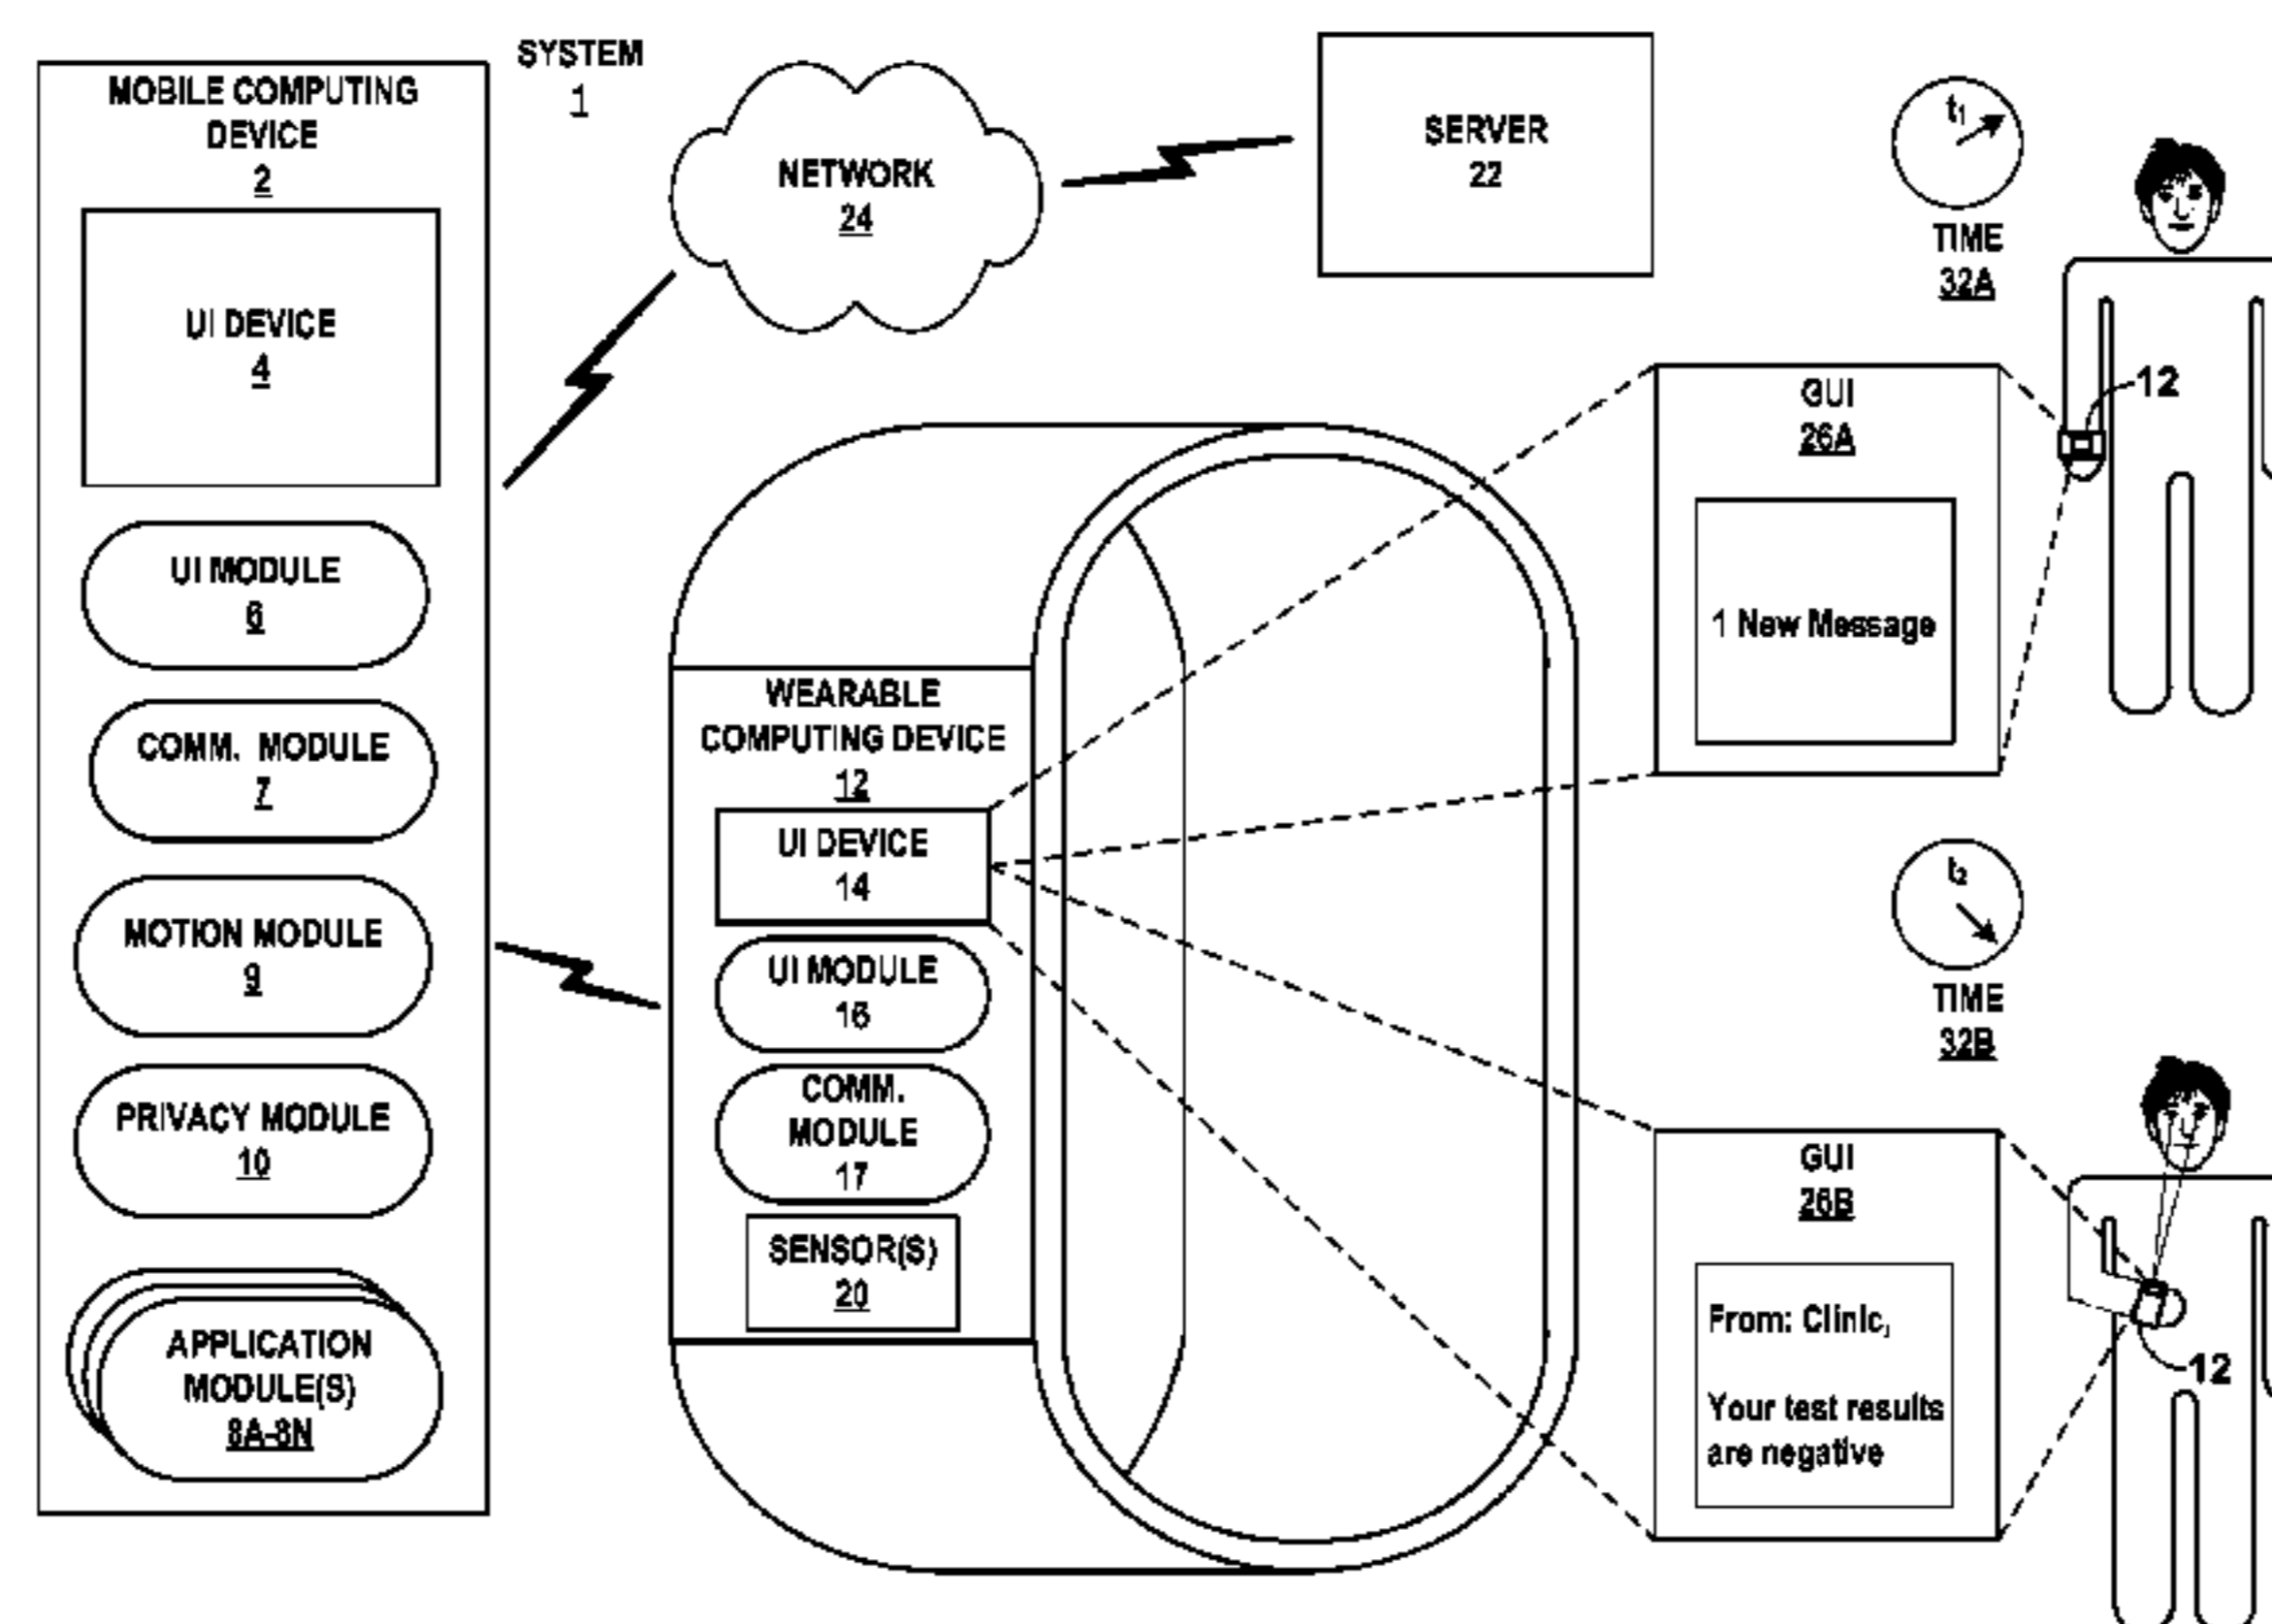 MOBILE COMPUTING
DEVICE
2
UI DEVICE
4
UI MODULE
6
COMM. MODULE
7
MOTION MODULE
9
PRIVACY MODULE
10
APPLICATION
MODULE(S)
8A-8N
SYSTEM
1
NETWORK
24
SERVER
22
WEARABLE
COMPUTING DEVICE
12
UI DEVICE
14
UI MODULE
16
COMM.
MODULE
17
SENSOR(S)
20
t1
TIME
32A
GUI
26A
1 New Message
12
t2
TIME
32B
GUI
26B
From: Clinic,
Your test results
are negative
12